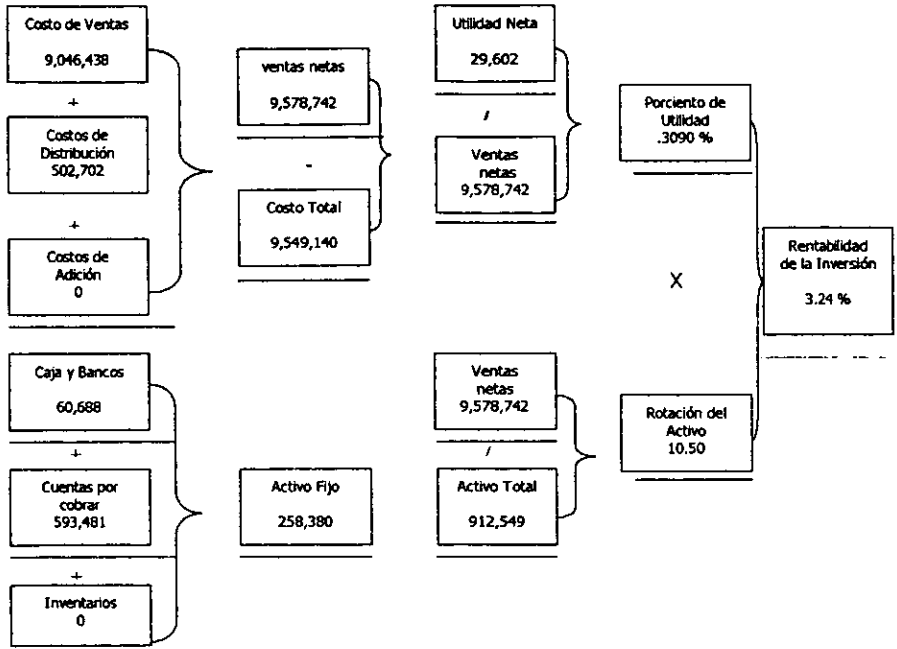 Costo de Ventas
9,046,438
+
Costos de
Distribución
502,702
+
Costos de
Adición
0
ventas netas
9,578,742
-
Costo Total
9,549,140
Utilidad Neta
29,602
/
Ventas
netas
9,578,742
Porciento de
Utilidad
.3090 %
X
Rentabilidad
de la Inversión
3.24 %
Caja y Bancos
60,688
+
Cuentas por
cobrar
593,481
+
Inventarios
0
Activo Fijo
258,380
Ventas
netas
9,578,742
/
Activo Total
912,549
Rotación del
Activo
10.50